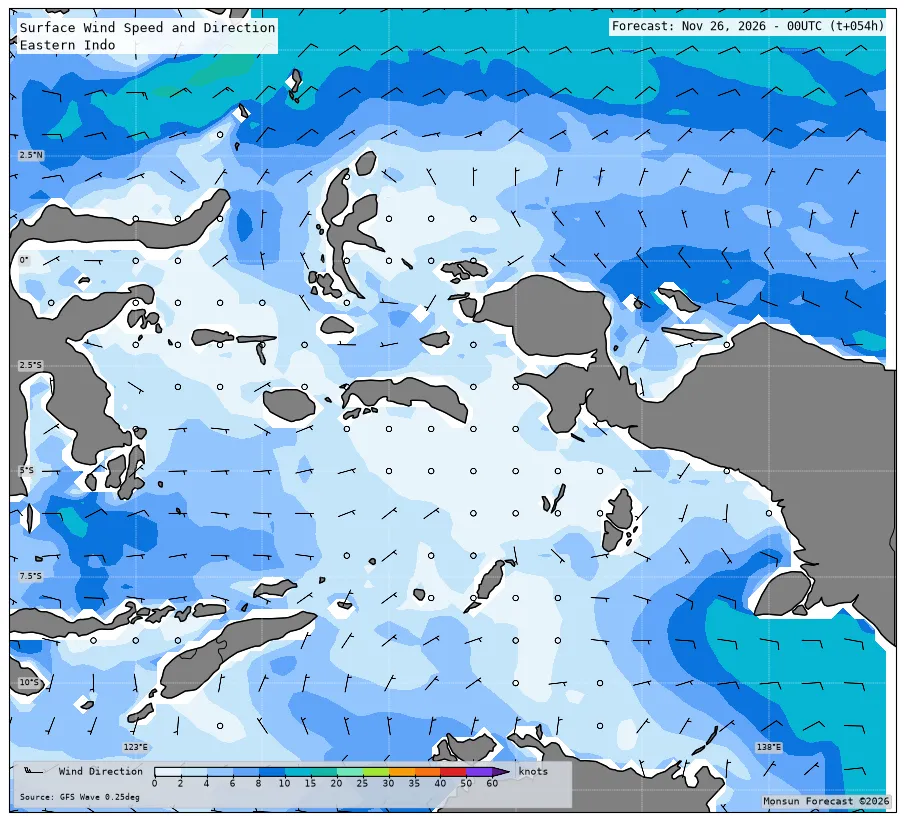 Surface Wind Speed and Direction
Eastern Indo
Forecast: Nov 26, 2026 - 00UTC (t+054h)
2.5°N
0°
2.5°S
5°S
7.5°S
10°S
123°E
138°E
Wind Direction
0 2 4 6 8 10 15 20 25 30 35 40 50 60
knots
Source: GFS Wave 0.25deg
Monsun Forecast ©2026